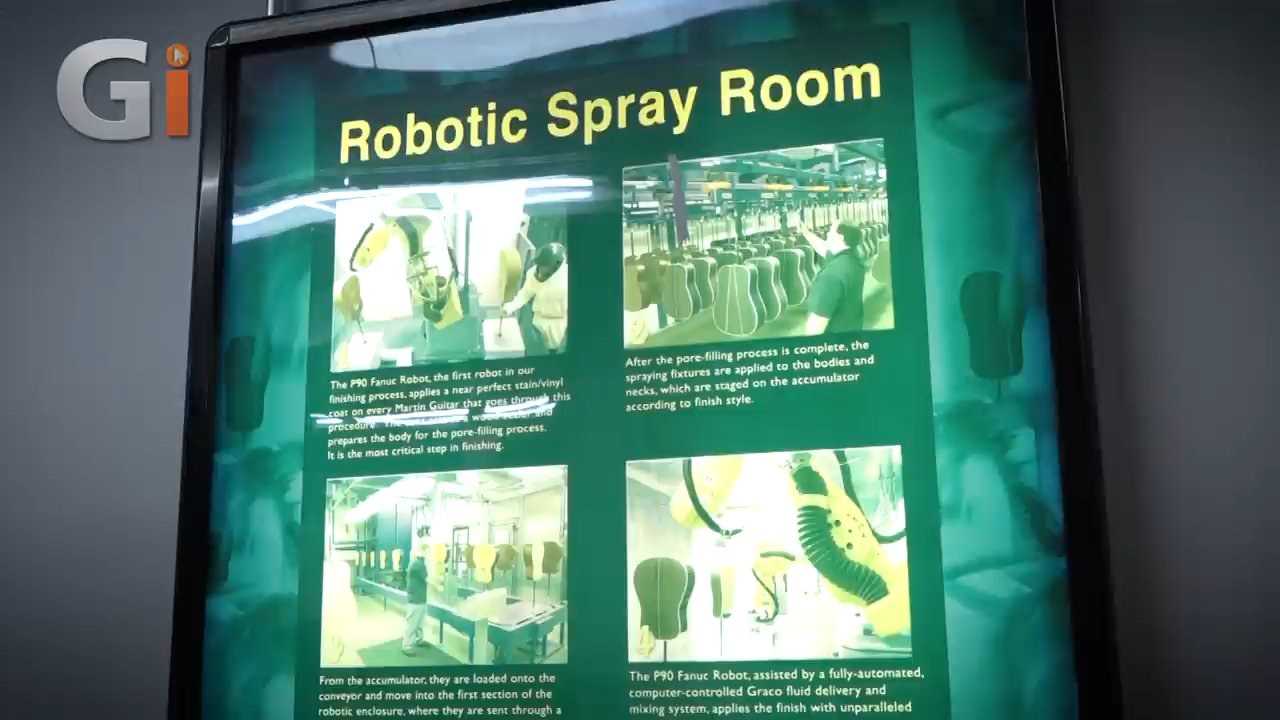 Gi
Robotic Spray Room
The P90 Fanuc Robot, the first robot in our
finishing process, applies a near perfect stain/vinyl
coat on every Martin Guitar that goes through this
procedure. The and
prepares the body for the pore-filling process.
It is the most critical step in finishing.
After the pore-filling process is complete, the
spraying fixtures are applied to the bodies and
necks, which are staged on the accumulator
according to finish style.
From the accumulator, they are loaded onto the
conveyor and move into the first section of the
robotic enclosure, where they are sent through a
The P90 Fanuc Robot, assisted by a fully-automated,
computer-controlled Graco fluid delivery and
mixing system, applies the finish with unparalleled